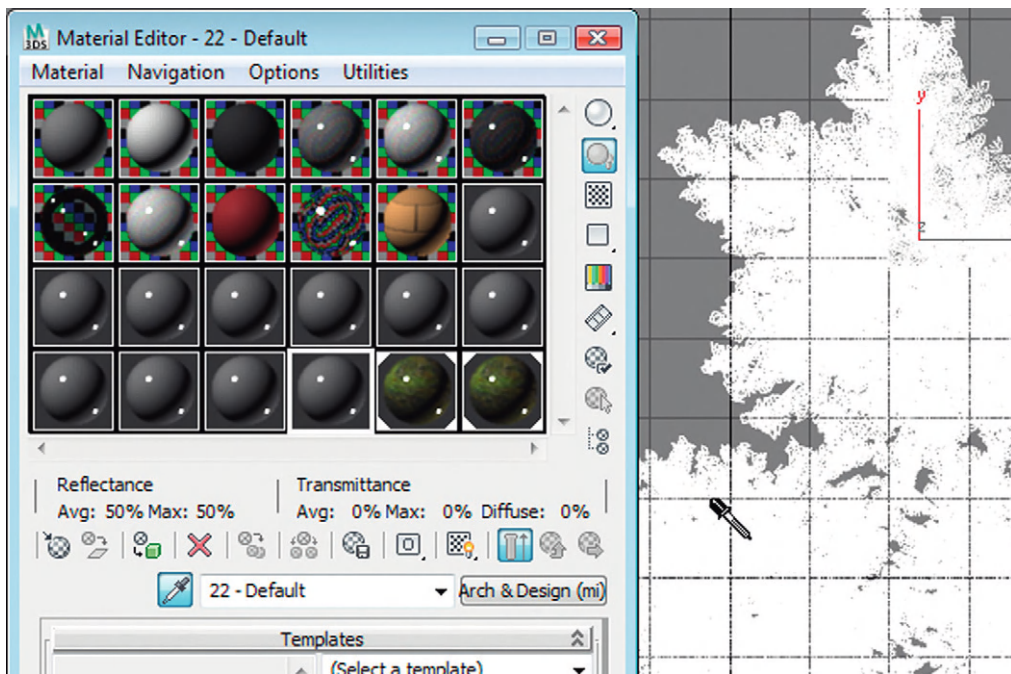 M
3DS
Material Editor - 22 - Default
Material Navigation Options Utilities
Reflectance
Avg: 50% Max: 50%
Transmittance
Avg: 0% Max: 0% Diffuse: 0%
22 - Default
Arch & Design (mi)
Templates
(Select a template)
y
z